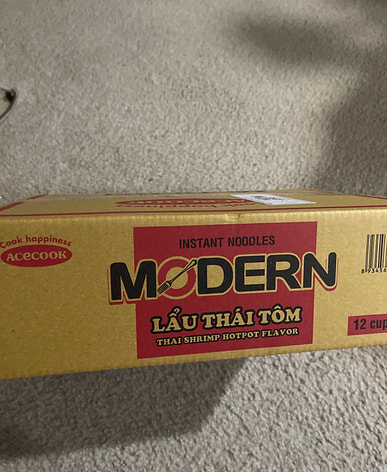 Cook happiness
ACECOOK
INSTANT NOODLES
MODERN
LẨU THÁI TÔM
THAI SHRIMP HOTPOT FLAVOR
12 cup